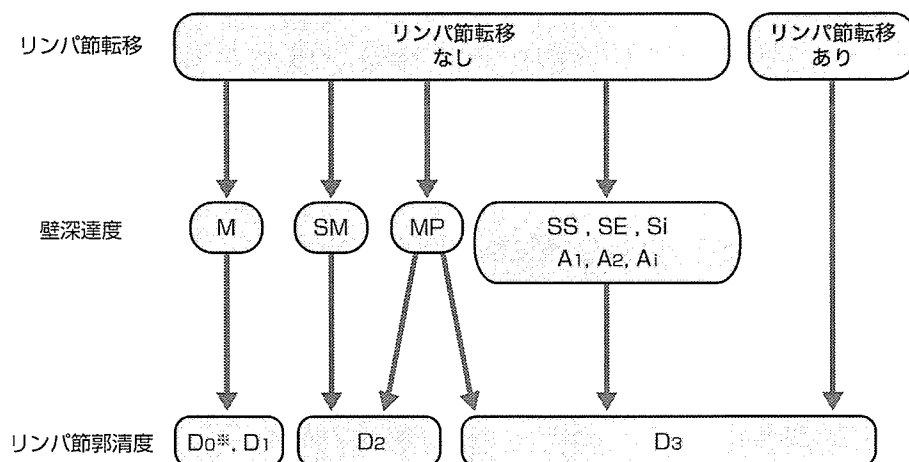 リンパ節転移
リンパ節転移
なし
リンパ節転移
あり
壁深達度
M
SM
MP
SS , SE , Si
A1, A2, Ai
リンパ節郭清度
D0※, D1
D2
D3